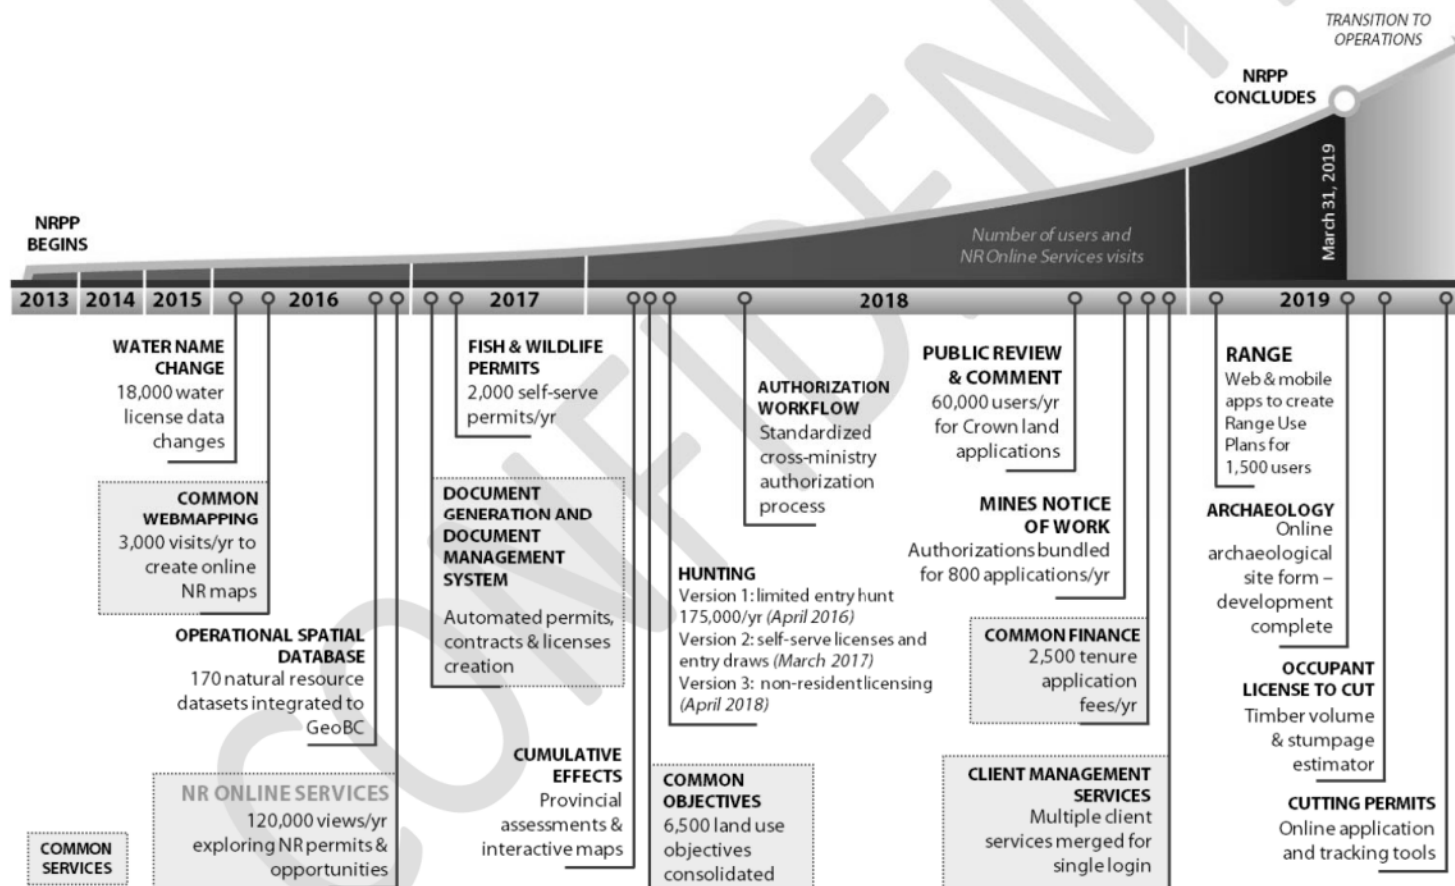 TRANSITION TO
OPERATIONS
NRPP
CONCLUDES
March 31, 2019
NRPP
BEGINS
Number of users and
NR Online Services visits
2013 2014 2015 2016 2017 2018 2019
WATER NAME
CHANGE
18,000 water
license data
changes
COMMON
WEBMAPPING
3,000 visits/yr to
create online
NR maps
OPERATIONAL SPATIAL
DATABASE
170 natural resource
datasets integrated to
GeoBC
NR ONLINE SERVICES
120,000 views/yr
exploring NR permits &
opportunities
COMMON
SERVICES
FISH & WILDLIFE
PERMITS
2,000 self-serve
permits/yr
DOCUMENT
GENERATION AND
DOCUMENT
MANAGEMENT
SYSTEM
Automated permits,
contracts & licenses
creation
CUMULATIVE
EFFECTS
Provincial
assessments &
interactive maps
AUTHORIZATION
WORKFLOW
Standardized
cross-ministry
authorization
process
HUNTING
Version 1: limited entry hunt
175,000/yr (April 2016)
Version 2: self-serve licenses and
entry draws (March 2017)
Version 3: non-resident licensing
(April 2018)
COMMON
OBJECTIVES
6,500 land use
objectives
consolidated
PUBLIC REVIEW
& COMMENT
60,000 users/yr
for Crown land
applications
MINES NOTICE
OF WORK
Authorizations bundled
for 800 applications/yr
COMMON FINANCE
2,500 tenure
application
fees/yr
CLIENT MANAGEMENT
SERVICES
Multiple client
services merged for
single login
RANGE
Web & mobile
apps to create
Range Use
Plans for
1,500 users
ARCHAEOLOGY
Online
archaeological
site form –
development
complete
OCCUPANT
LICENSE TO CUT
Timber volume
& stumpage
estimator
CUTTING PERMITS
Online application
and tracking tools
CONFIDENT